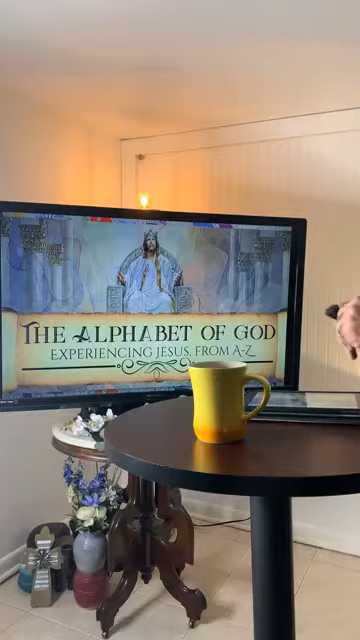 THE ALPHABET OF GOD
EXPERIENCING JESUS, FROM A-Z